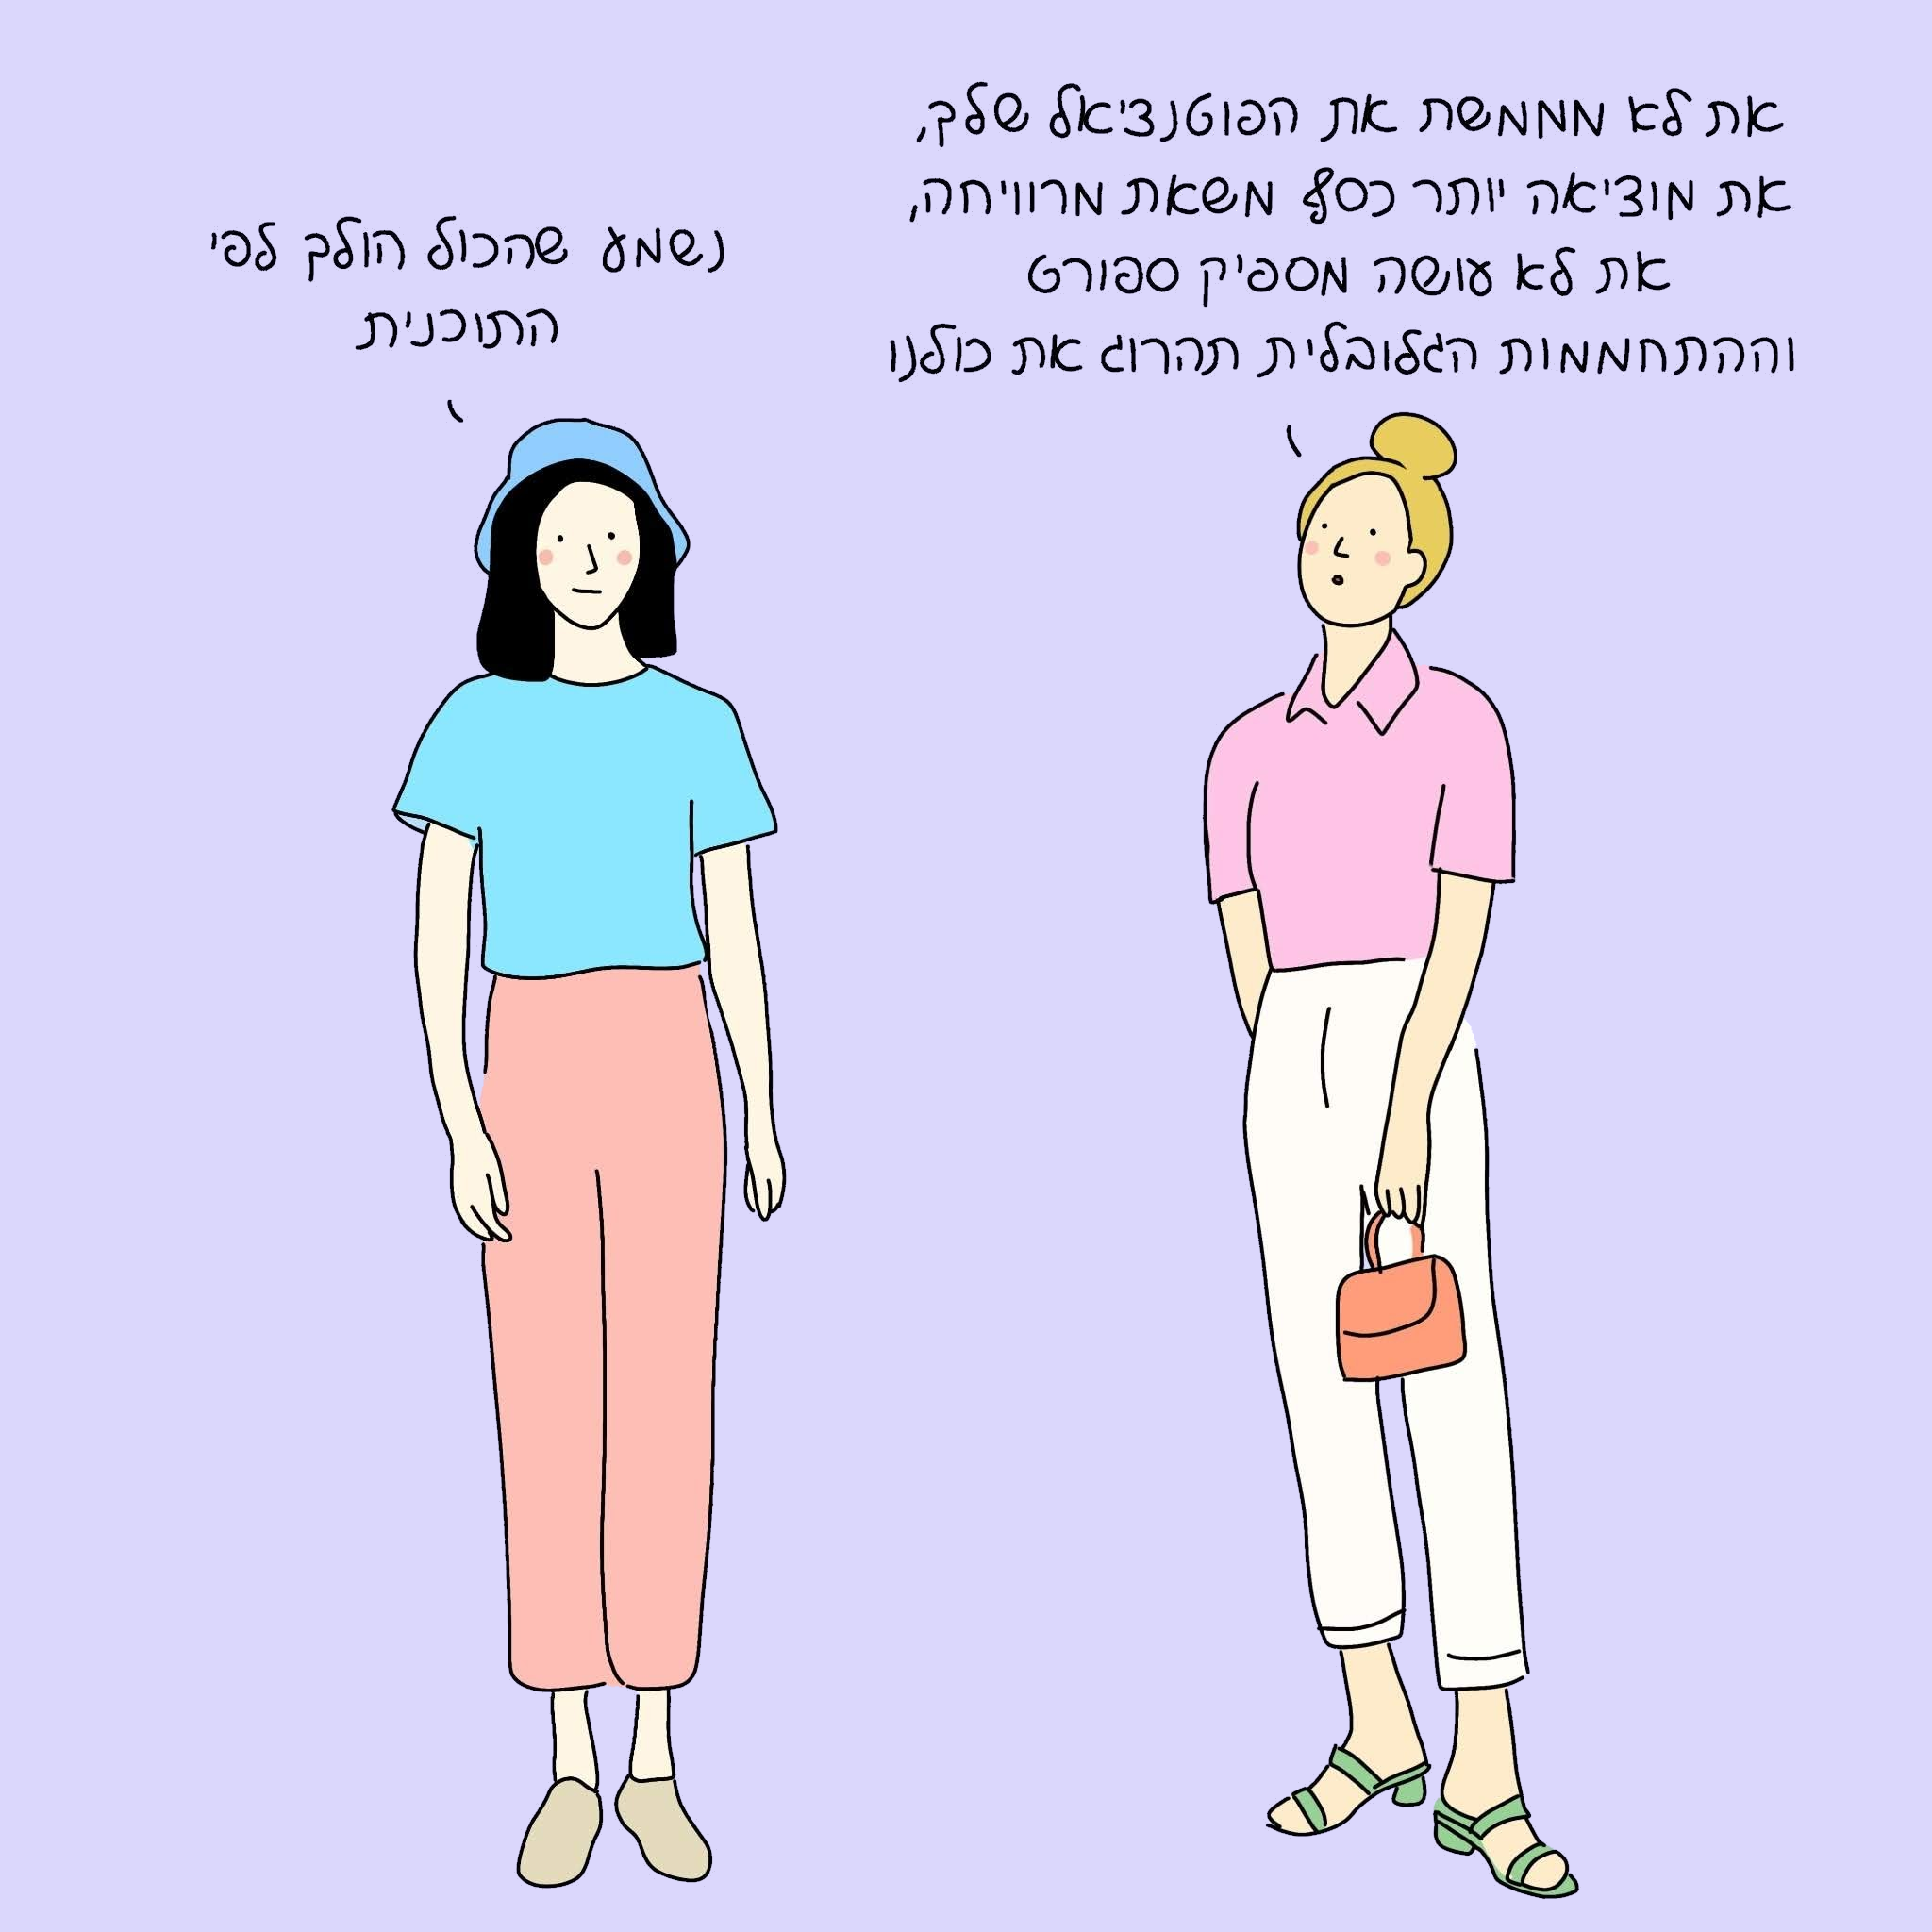 את לא מממשת את הפוטנציאל שלך,
את מוציאה יותר כסף משאת מרוויחה,
את לא עושה מספיק ספורט
וההתחממות הגלובלית תהרוג את כולנו
נשמע שהכול הולך לפי
התוכנית